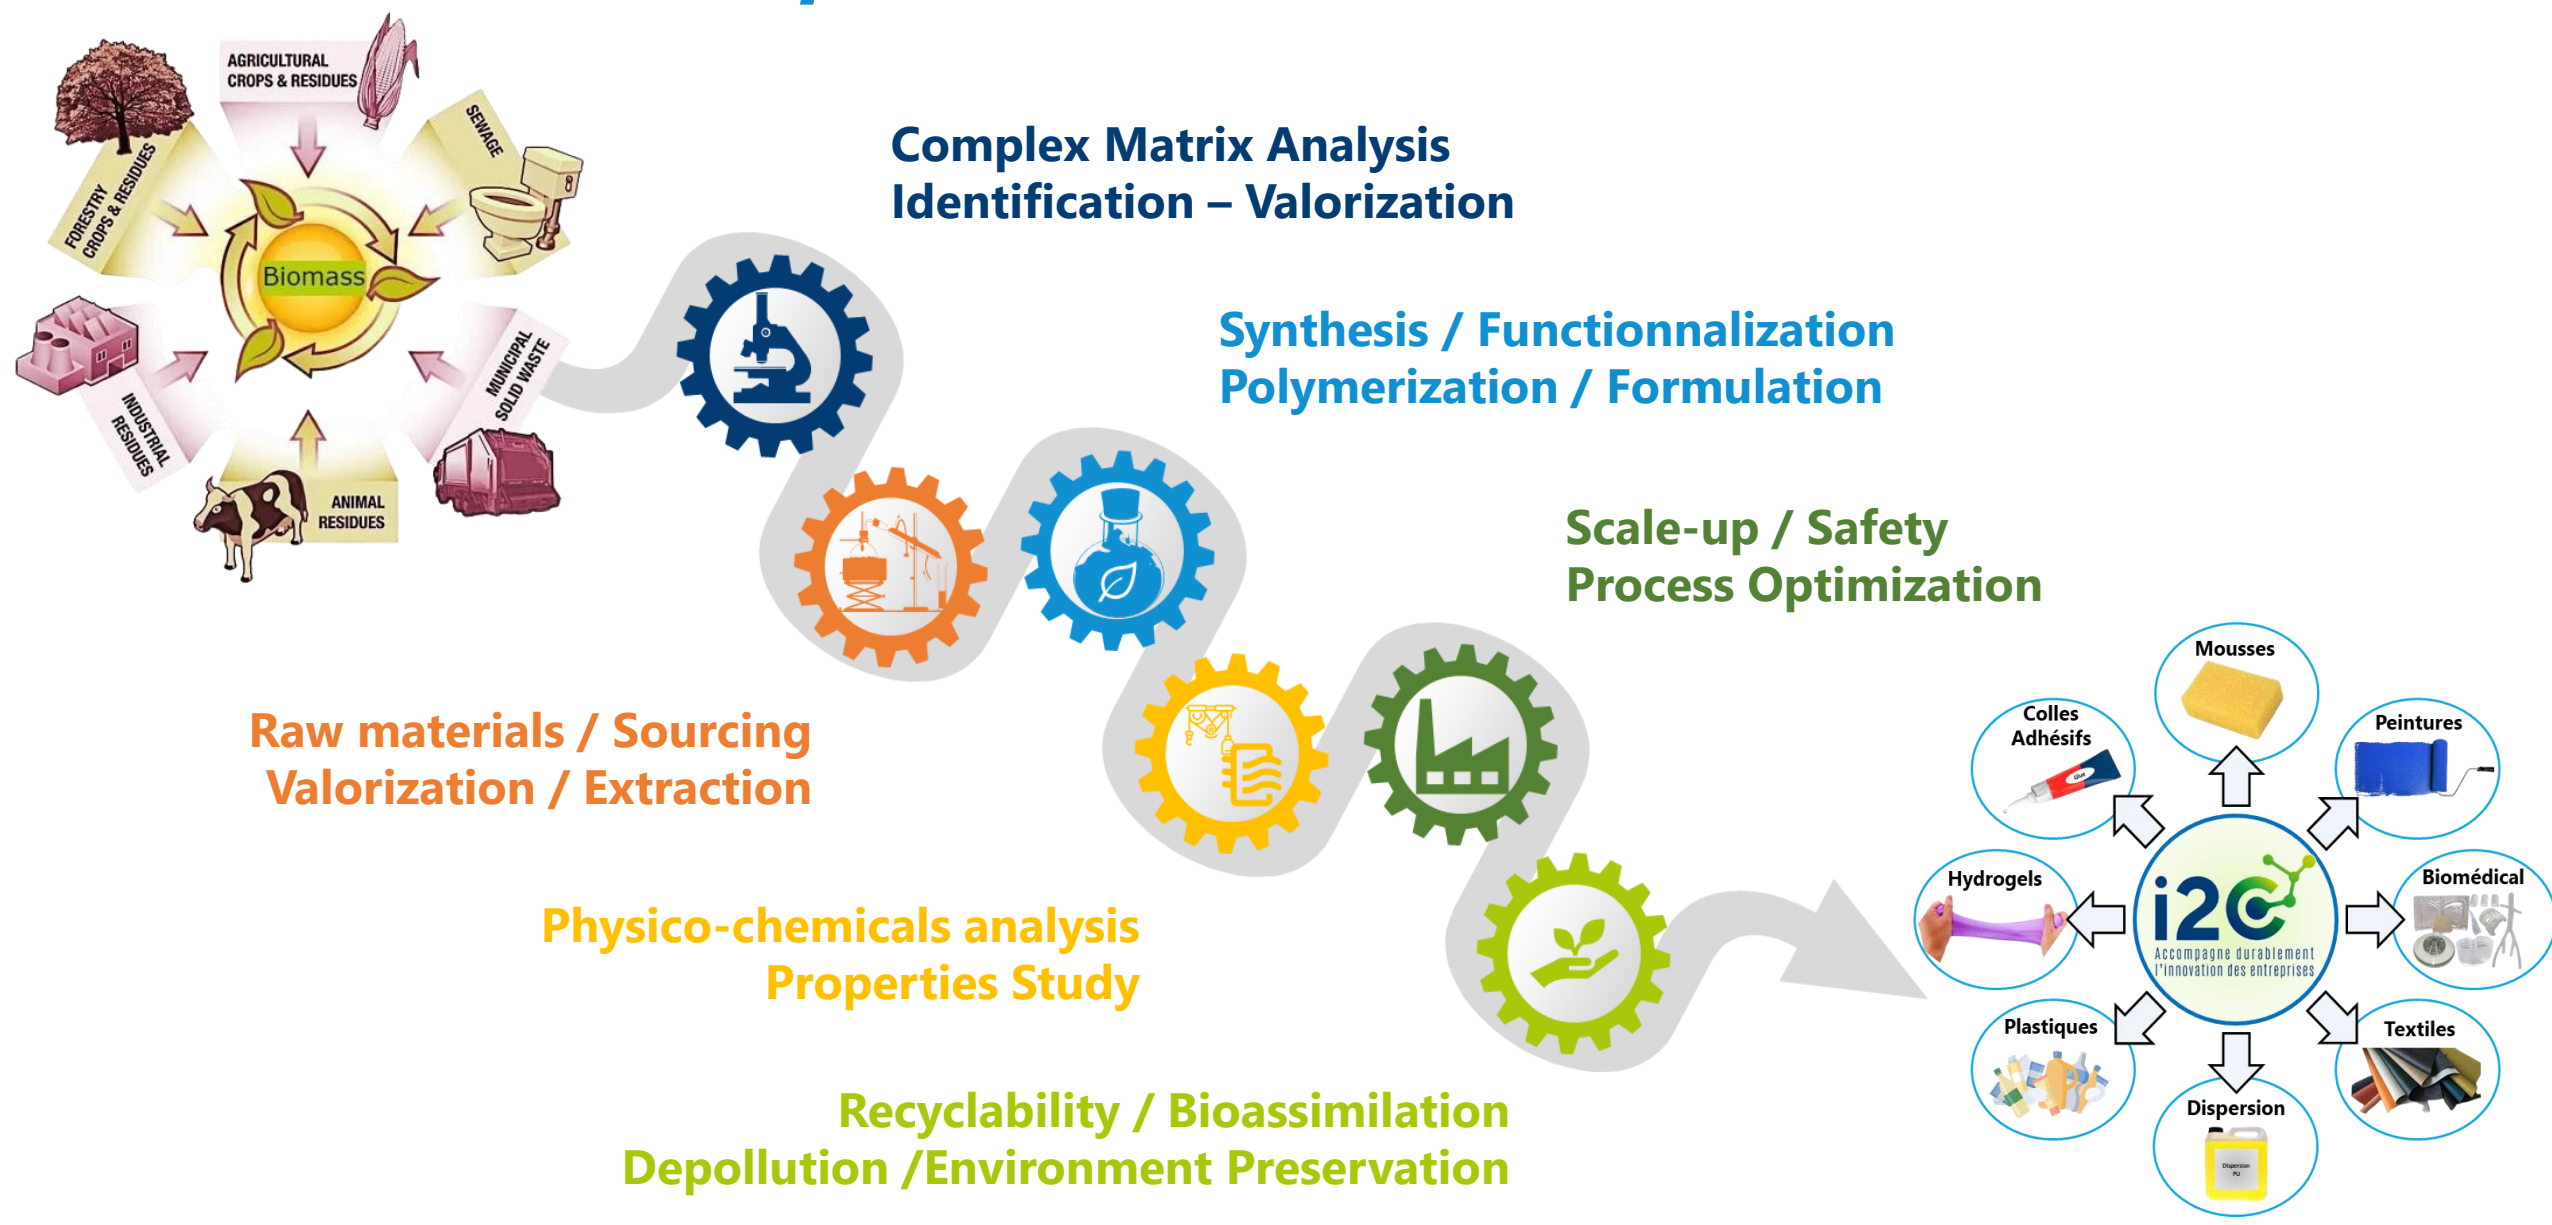 AGRICULTURAL
CROPS & RESIDUES
SEWAGE
FORESTRY
CROPS & RESIDUES
Biomass
MUNICIPAL
SOLID WASTE
INDUSTRIAL
RESIDUES
ANIMAL
RESIDUES
Complex Matrix Analysis
Identification – Valorization
Synthesis / Functionnalization
Polymerization / Formulation
Scale-up / Safety
Process Optimization
Raw materials / Sourcing
Valorization / Extraction
Physico-chemicals analysis
Properties Study
Recyclability / Bioassimilation
Depollution /Environment Preservation
Mousses
Colles
Adhésifs
Glue
Peintures
Hydrogels
Biomédical
i2C
Accompagne durablement
l'innovation des entreprises
Plastiques
Textiles
Dispersion
Dispersion
PU